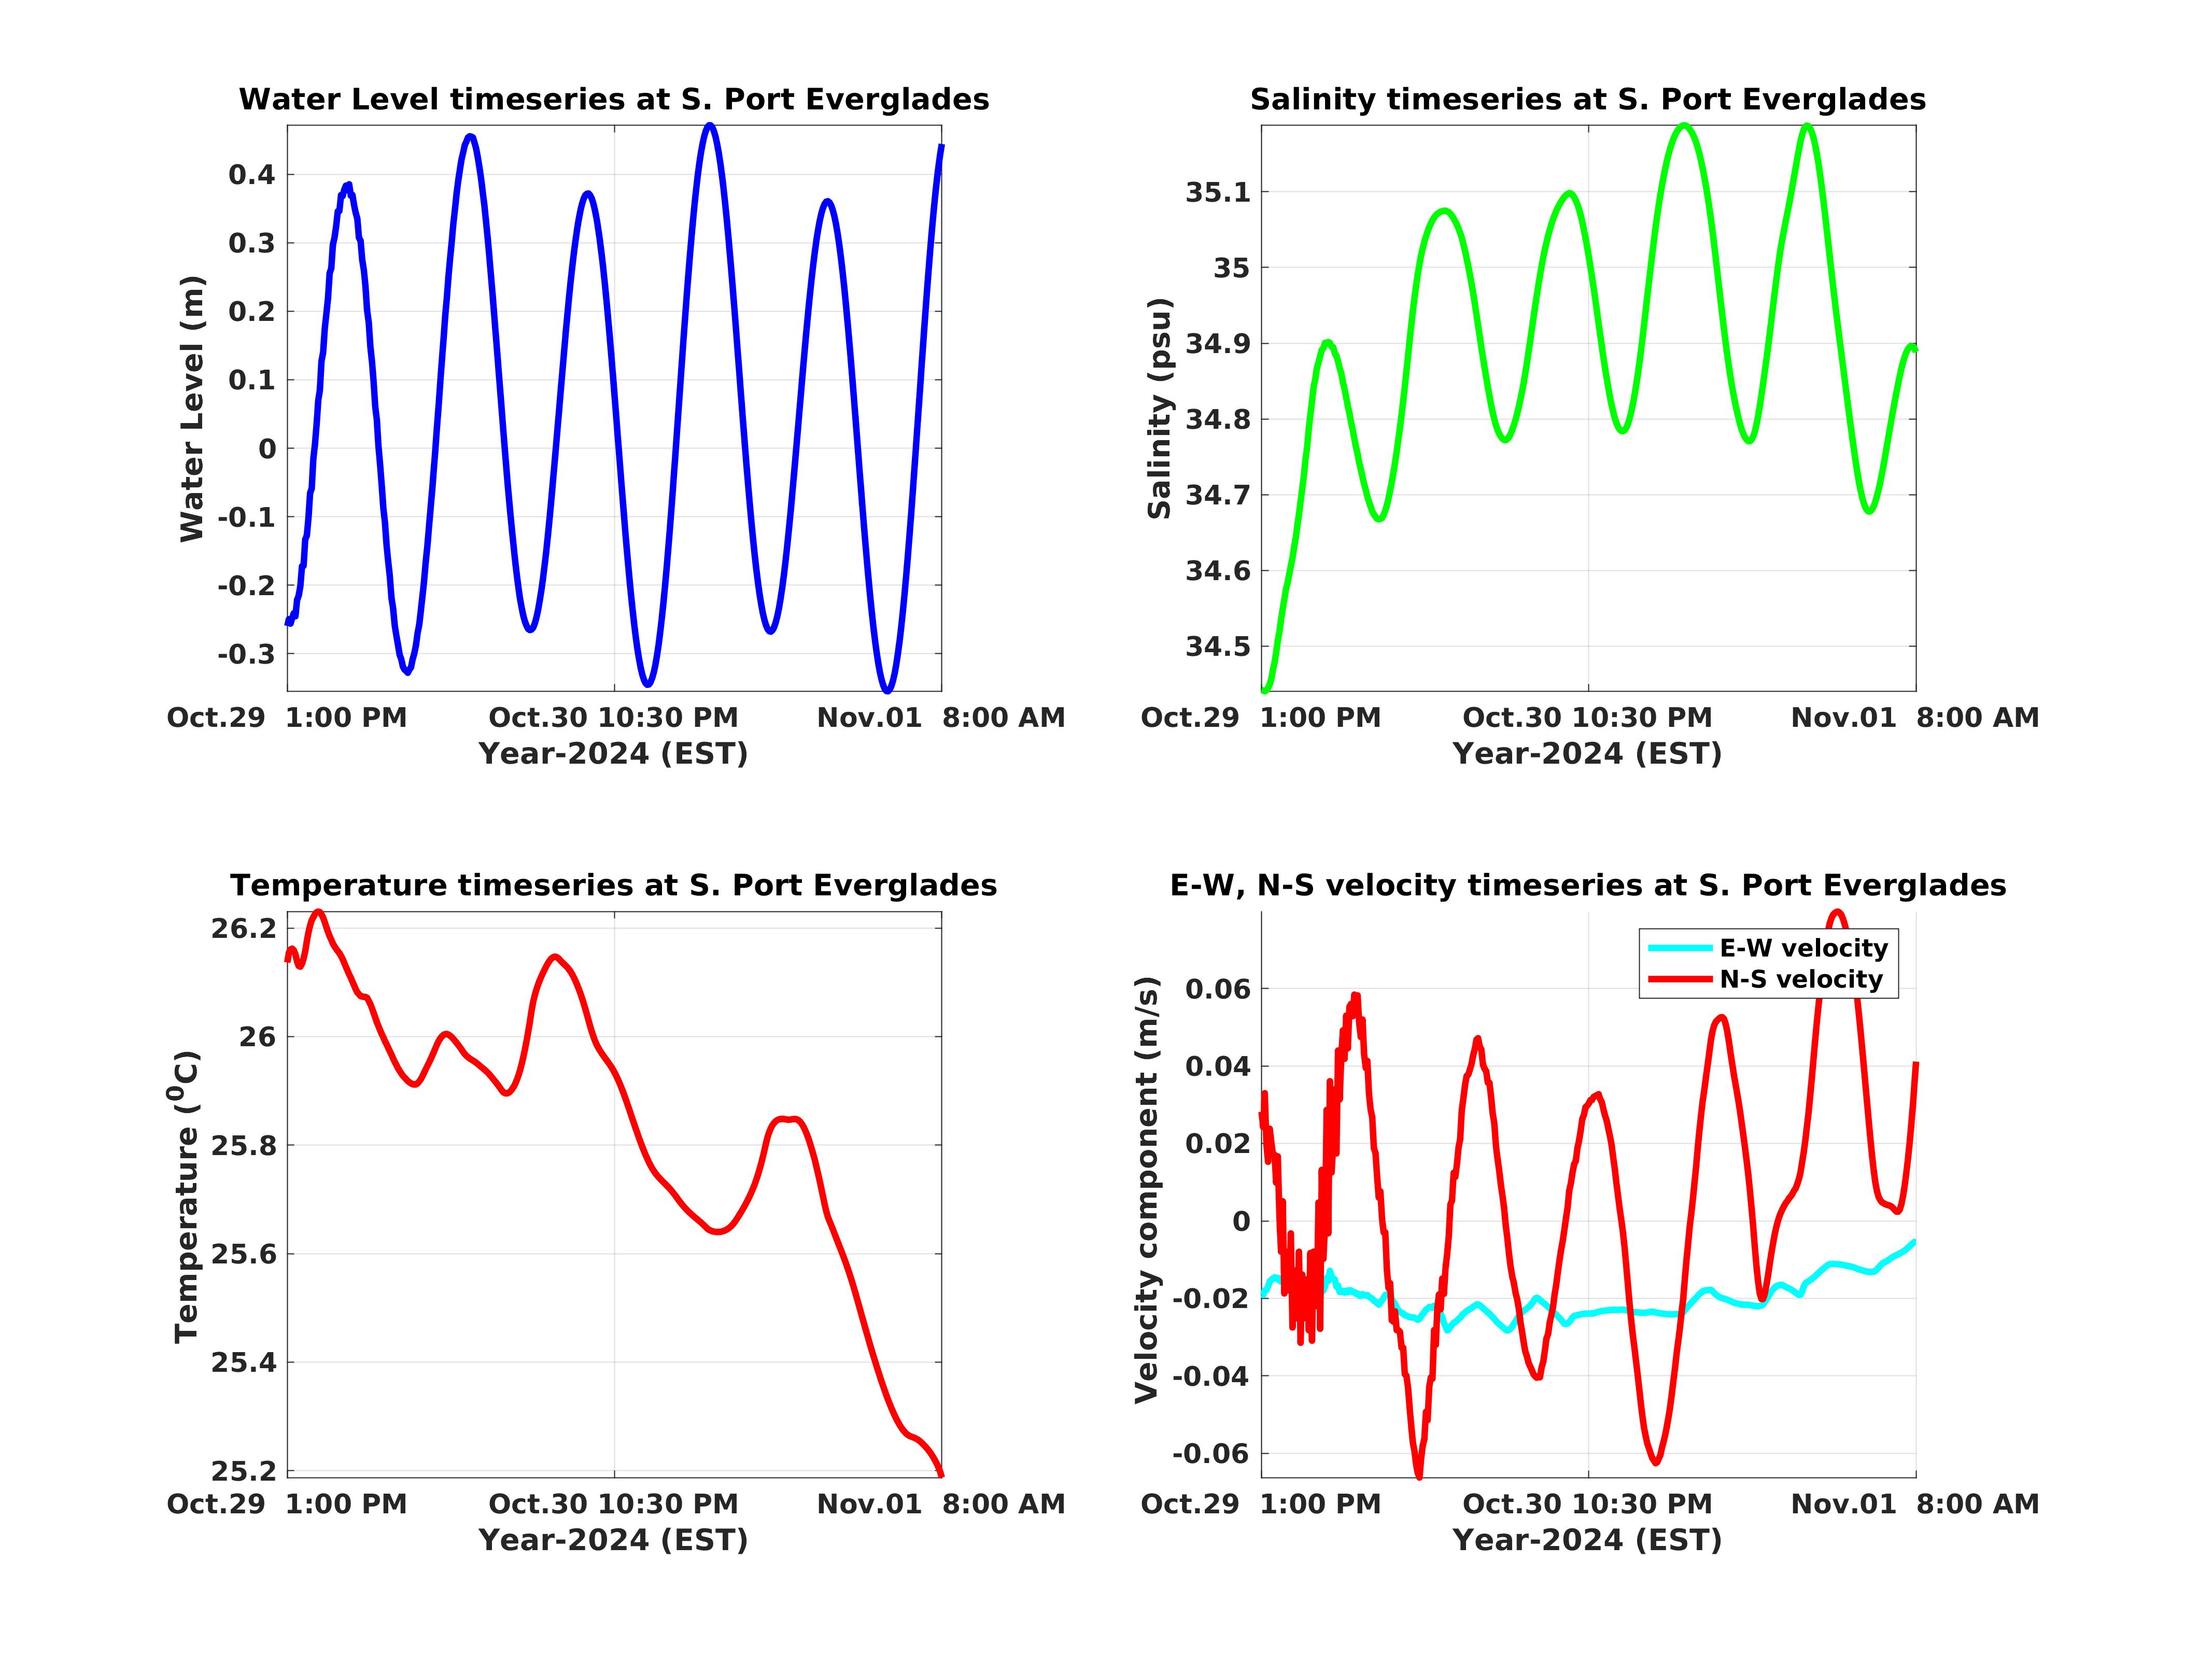 Water Level timeseries at S. Port Everglades
Water Level (m)
0.4
0.3
0.2
0.1
0
-0.1
-0.2
-0.3
Oct.29 1:00 PM Oct.30 10:30 PM Nov.01 8:00 AM
Year-2024 (EST)
Salinity timeseries at S. Port Everglades
Salinity (psu)
35.1
35
34.9
34.8
34.7
34.6
34.5
Oct.29 1:00 PM Oct.30 10:30 PM Nov.01 8:00 AM
Year-2024 (EST)
Temperature timeseries at S. Port Everglades
Temperature (⁰C)
26.2
26
25.8
25.6
25.4
25.2
Oct.29 1:00 PM Oct.30 10:30 PM Nov.01 8:00 AM
Year-2024 (EST)
E-W, N-S velocity timeseries at S. Port Everglades
Velocity component (m/s)
E-W velocity
N-S velocity
0.06
0.04
0.02
0
-0.02
-0.04
-0.06
Oct.29 1:00 PM Oct.30 10:30 PM Nov.01 8:00 AM
Year-2024 (EST)